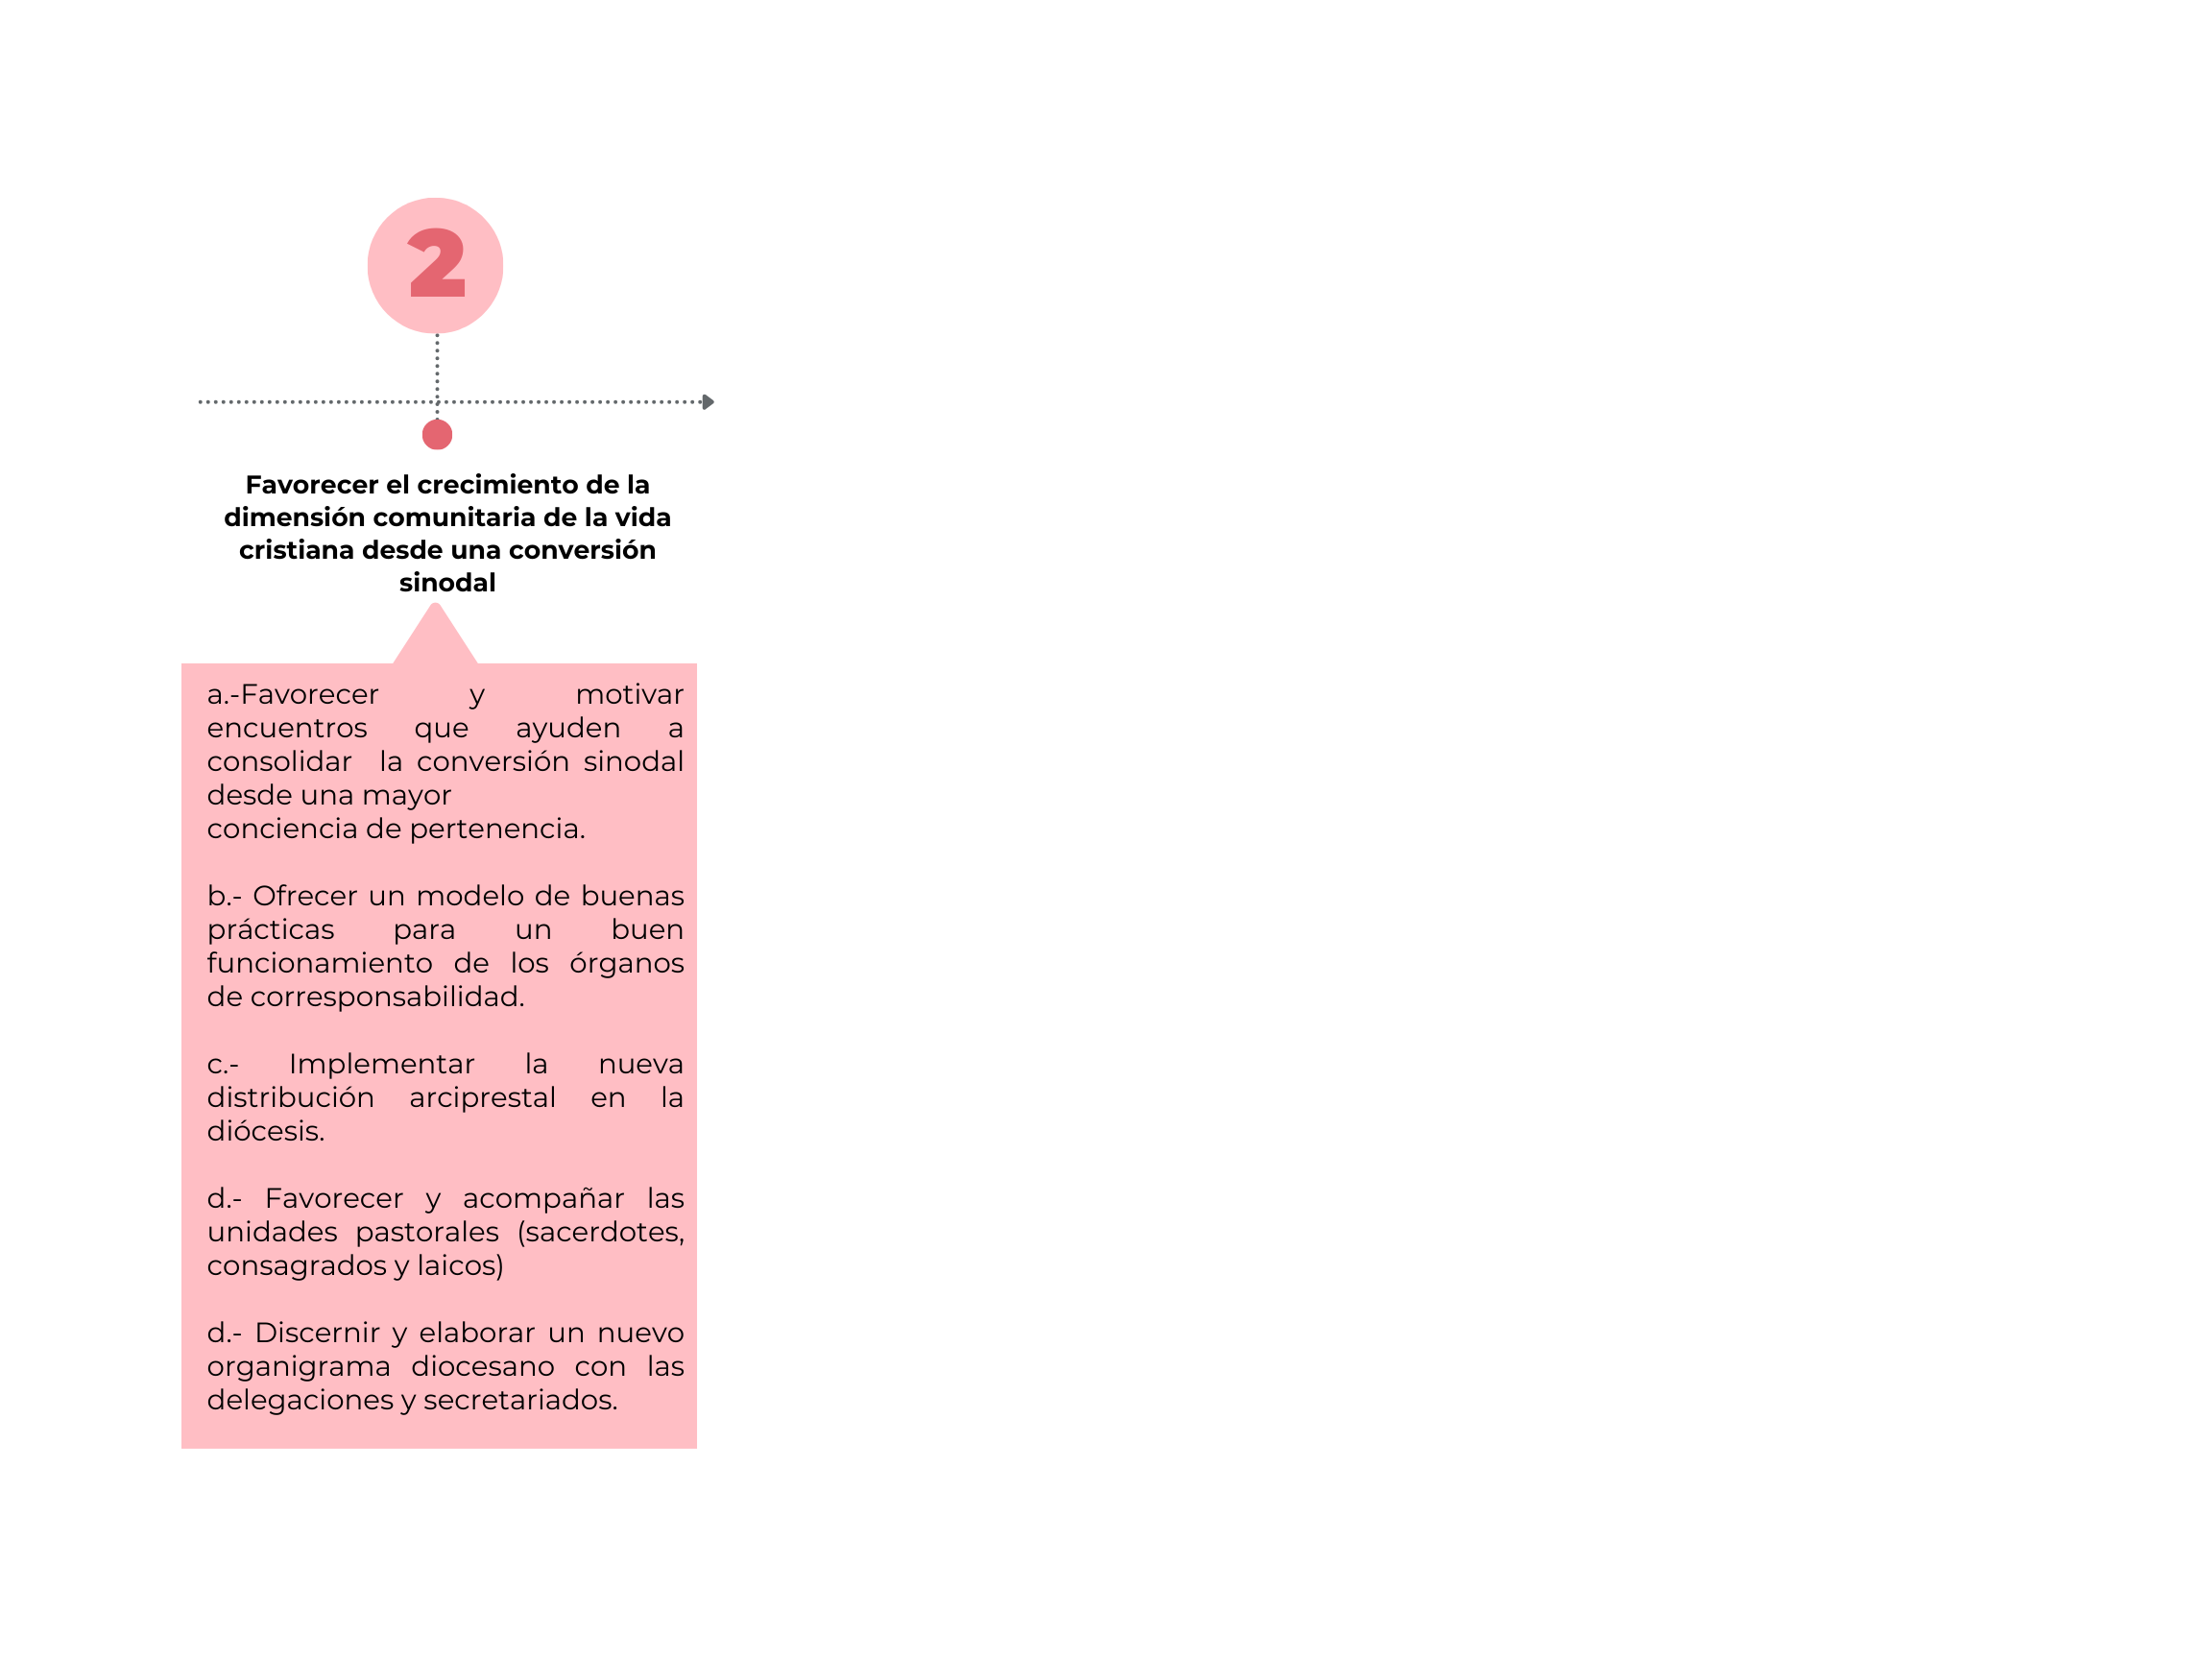 2
Favorecer el crecimiento de la
dimensión comunitaria de la vida
cristiana desde una conversión
sinodal
a.-Favorecer y motivar
encuentros que ayuden a
consolidar la conversión sinodal
desde una mayor
conciencia de pertenencia.
b.- Ofrecer un modelo de buenas
prácticas para un buen
funcionamiento de los órganos
de corresponsabilidad.
c.- Implementar la nueva
distribución arciprestal en la
diócesis.
d.- Favorecer y acompañar las
unidades pastorales (sacerdotes,
consagrados y laicos)
d.- Discernir y elaborar un nuevo
organigrama diocesano con las
delegaciones y secretariados.